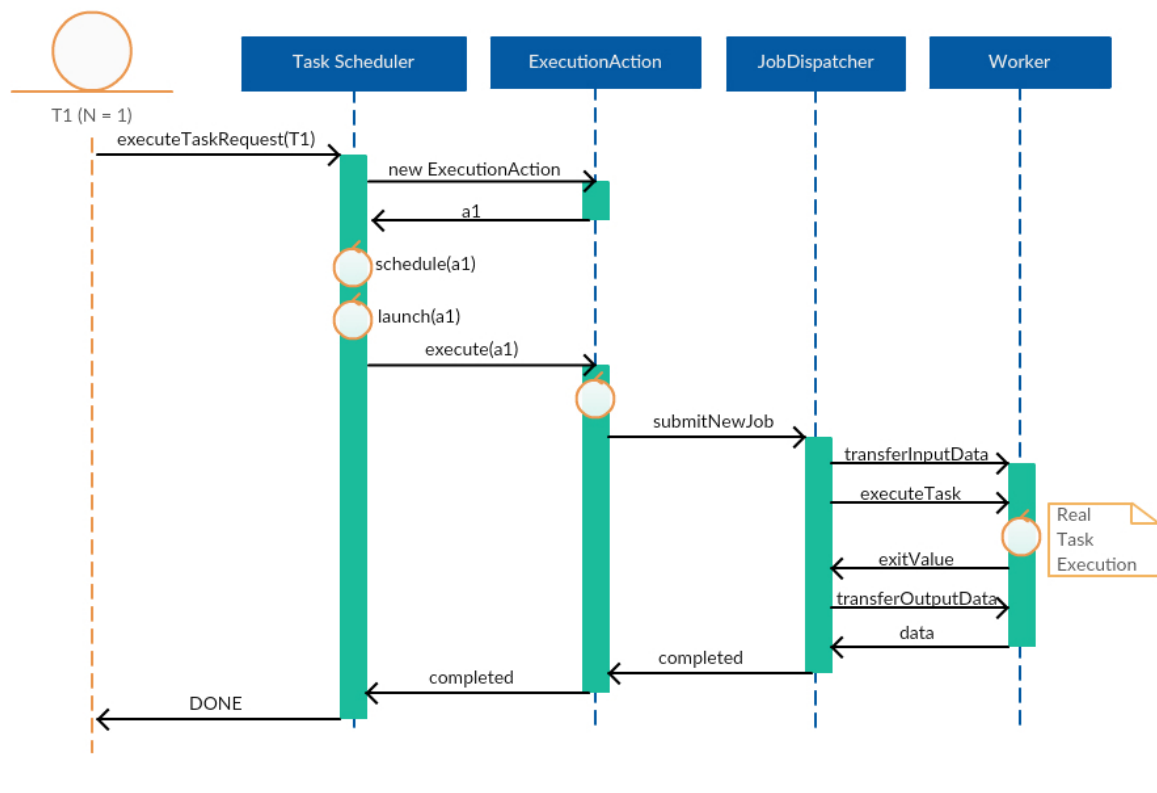 Task Scheduler
ExecutionAction
JobDispatcher
Worker
T1 (N = 1)
executeTaskRequest(T1)
new ExecutionAction
a1
schedule(a1)
launch(a1)
execute(a1)
submitNewJob
transferInputData
executeTask
Real
Task
Execution
exitValue
transferOutputData
data
completed
completed
DONE